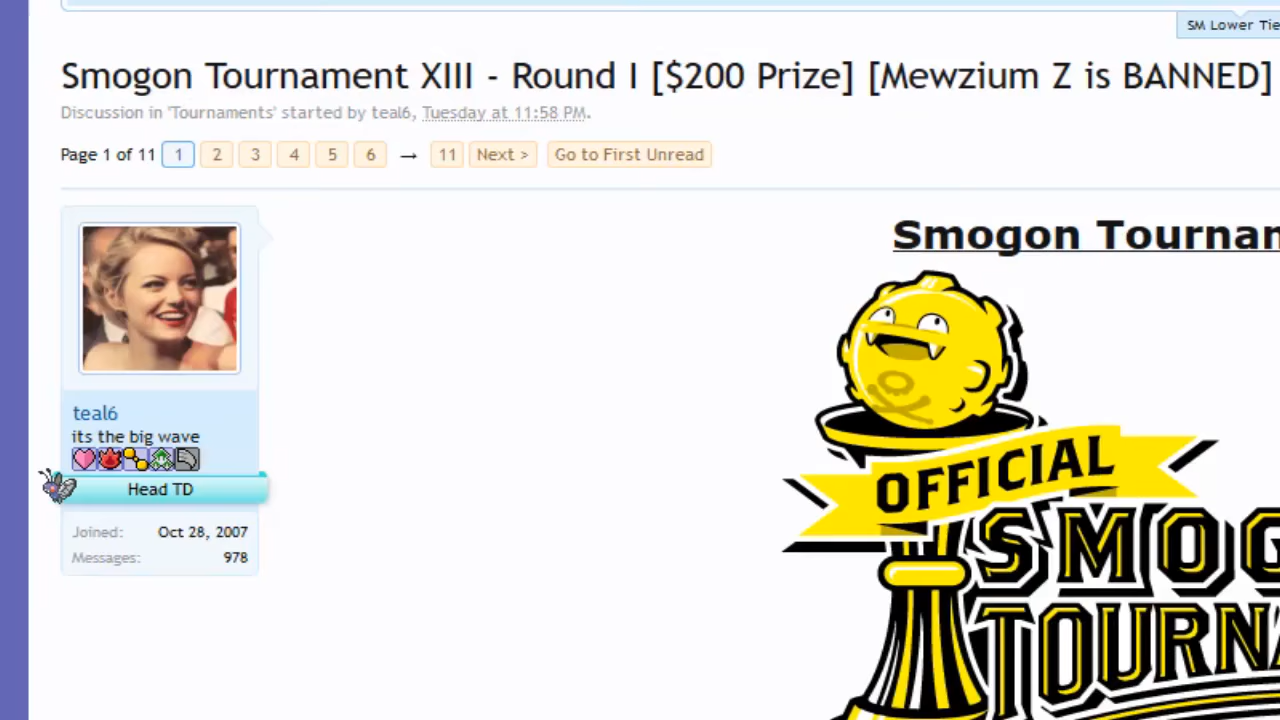 SM Lower Tie
Smogon Tournament XIII - Round I [$200 Prize] [Mewzium Z is BANNED]
Discussion in 'Tournaments' started by teal6, Tuesday at 11:58 PM.
Page 1 of 11 1 2 3 4 5 6 → 11 Next > Go to First Unread
Smogon Tournam
teal6
its the big wave
Head TD
Joined: Oct 28, 2007
Messages: 978
OFFICIAL
SMOG
TOURNA